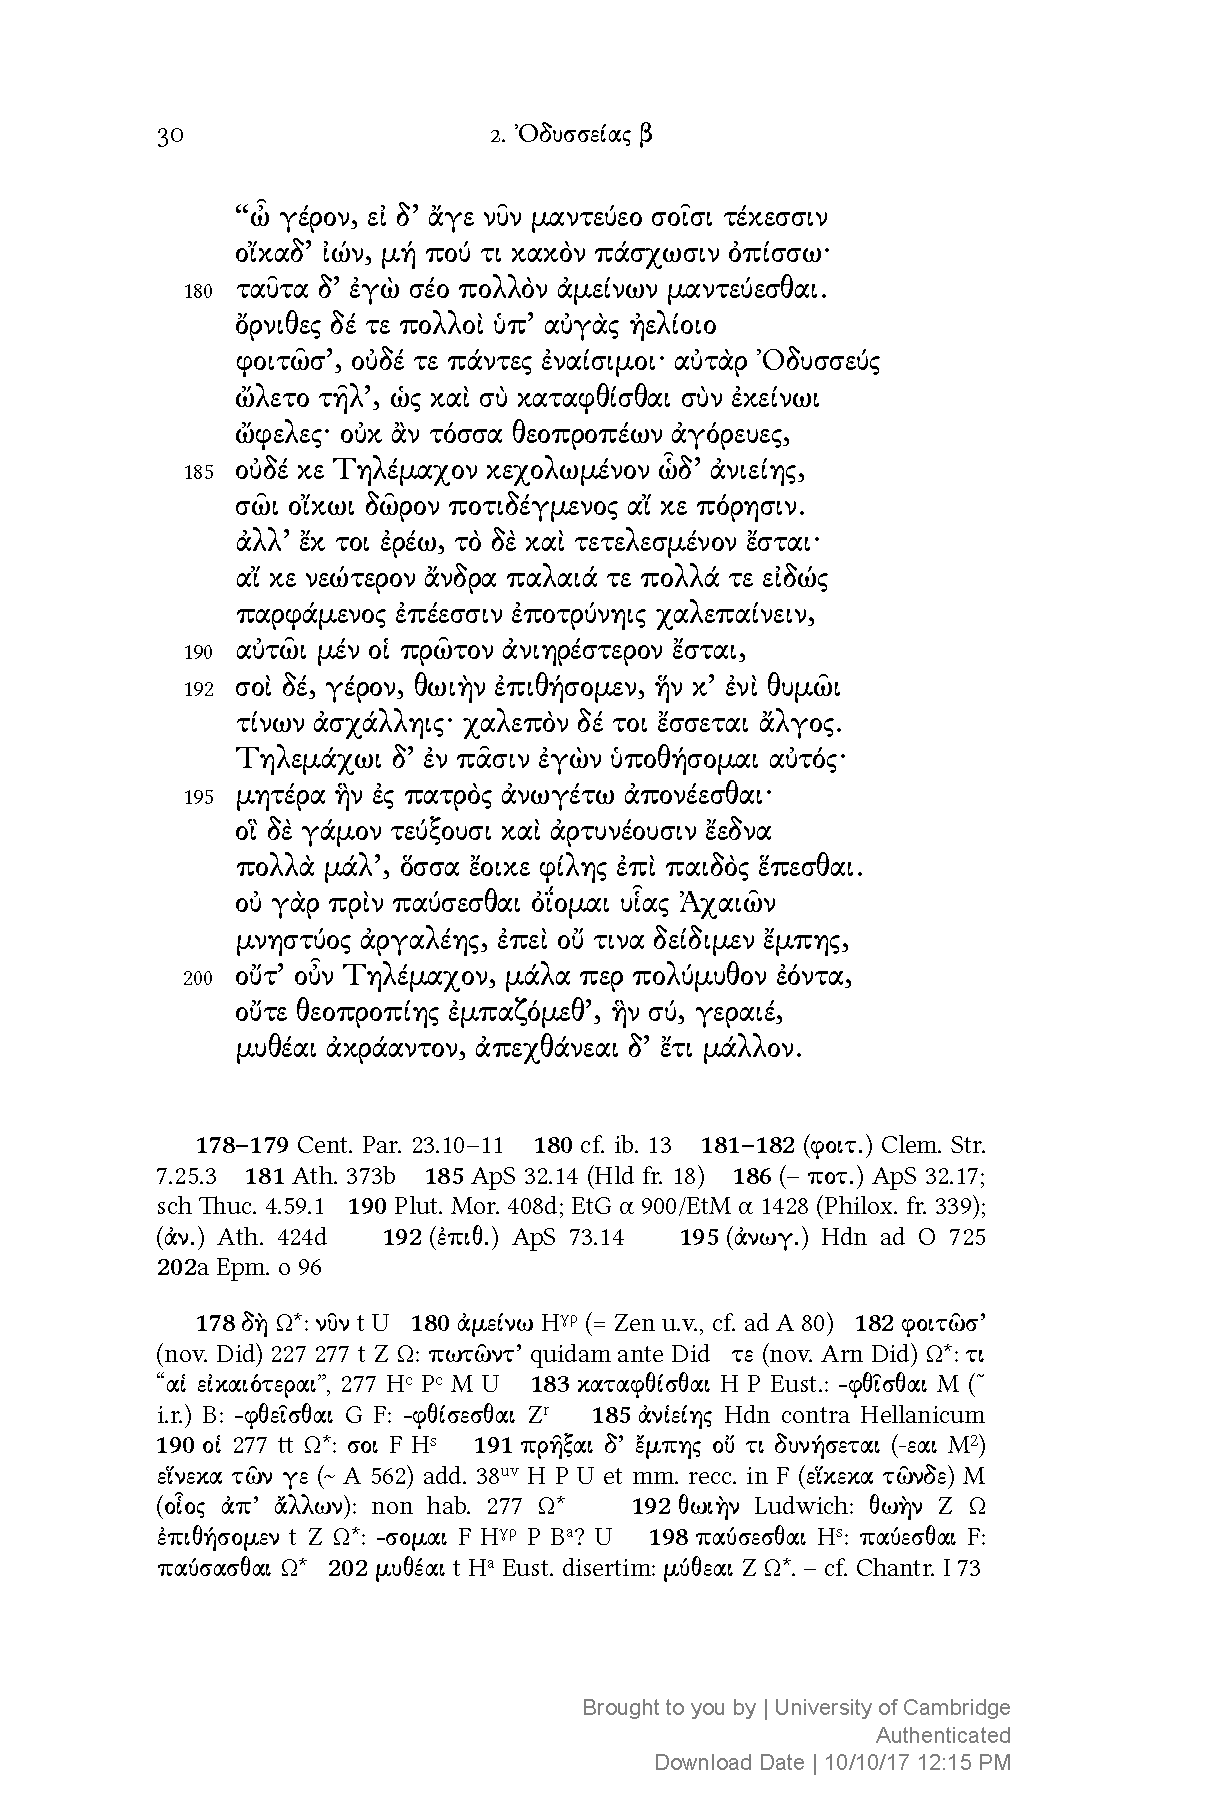 30 2. Ὀδυσσείας β
“ὦ γέρον, εἰ δ’ ἄγε νῦν μαντεύεο σοῖσι τέκεσσιν
οἴκαδ’ ἰών, μή πού τι κακὸν πάσχωσιν ὀπίσσω·
180 ταῦτα δ’ ἐγὼ σέο πολλὸν ἀμείνων μαντεύεσθαι.
ὄρνιθες δέ τε πολλοὶ ὑπ’ αὐγὰς ἠελίοιο
φοιτῶσ’, οὐδέ τε πάντες ἐναίσιμοι· αὐτὰρ Ὀδυσσεύς
ὤλετο τῆλ’, ὡς καὶ σὺ καταφθίσθαι σὺν ἐκείνωι
ὤφελες· οὐκ ἂν τόσσα θεοπροπέων ἀγόρευες,
185 οὐδέ κε Τηλέμαχον κεχολωμένον ὧδ’ ἀνιείης,
σῶι οἴκωι δῶρον ποτιδέγμενος αἴ κε πόρησιν.
ἀλλ’ ἔκ τοι ἐρέω, τὸ δὲ καὶ τετελεσμένον ἔσται·
αἴ κε νεώτερον ἄνδρα παλαιά τε πολλά τε εἰδώς
παρφάμενος ἐπέεσσιν ἐποτρύνηις χαλεπαίνειν,
190 αὐτῶι μέν οἱ πρῶτον ἀνιηρέστερον ἔσται,
192 σοὶ δέ, γέρον, θωιὴν ἐπιθήσομεν, ἥν κ’ ἐνὶ θυμῶι
τίνων ἀσχάλληις· χαλεπὸν δέ τοι ἔσσεται ἄλγος.
Τηλεμάχωι δ’ ἐν πᾶσιν ἐγὼν ὑποθήσομαι αὐτός·
195 μητέρα ἣν ἐς πατρὸς ἀνωγέτω ἀπονέεσθαι·
οἳ δὲ γάμον τεύξουσι καὶ ἀρτυνέουσιν ἔεδνα
πολλὰ μάλ’, ὅσσα ἔοικε φίλης ἐπὶ παιδὸς ἕπεσθαι.
οὐ γὰρ πρὶν παύσεσθαι ὀΐομαι υἷας Ἀχαιῶν
μνηστύος ἀργαλέης, ἐπεὶ οὔ τινα δείδιμεν ἔμπης,
200 οὔτ’ οὖν Τηλέμαχον, μάλα περ πολύμυθον ἐόντα,
οὔτε θεοπροπίης ἐμπαζόμεθ’, ἣν σύ, γεραιέ,
μυθέαι ἀκράαντον, ἀπεχθάνεαι δ’ ἔτι μάλλον.
178–179 Cent. Par. 23.10–11 180 cf. ib. 13 181–182 (φοιτ.) Clem. Str.
7.25.3 181 Ath. 373b 185 ApS 32.14 (Hld fr. 18) 186 (– ποτ.) ApS 32.17;
sch Thuc. 4.59.1 190 Plut. Mor. 408d; EtG α 900/EtM α 1428 (Philox. fr. 339);
(ἀν.) Ath. 424d 192 (ἐπιθ.) ApS 73.14 195 (ἀνωγ.) Hdn ad O 725
202a Epm. ο 96
178 δὴ Ω*: νῦν t U 180 ἀμείνω Hγρ (= Zen u.v., cf. ad A 80) 182 φοιτῶσ’
(nov. Did) 227 277 t Z Ω: πωτῶντ’ quidam ante Did τε (nov. Arn Did) Ω*: τι
“αἱ εἰκαιότεραι”, 277 Hc Pc M U 183 καταφθίσθαι H P Eust.: -φθῖσθαι M (˜
i.r.) B: -φθεῖσθαι G F: -φθίσεσθαι Zr 185 ἀνἱείης Hdn contra Hellanicum
190 οἱ 277 tt Ω*: σοι F Hs 191 πρῆξαι δ’ ἔμπης οὔ τι δυνήσεται (-εαι M2)
εἵνεκα τῶν γε (~ A 562) add. 38uv H P U et mm. recc. in F (εἵκεκα τῶνδε) M
(οἶος ἀπ’ ἄλλων): non hab. 277 Ω* 192 θωιὴν Ludwich: θωὴν Z Ω
ἐπιθήσομεν t Z Ω*: -σομαι F Hγρ P Ba? U 198 παύσεσθαι Hs: παύεσθαι F:
παύσασθαι Ω* 202 μυθέαι t Ha Eust. disertim: μύθεαι Z Ω*. – cf. Chantr. I 73
Brought to you by | University of Cambridge
Authenticated
Download Date | 10/10/17 12:15 PM